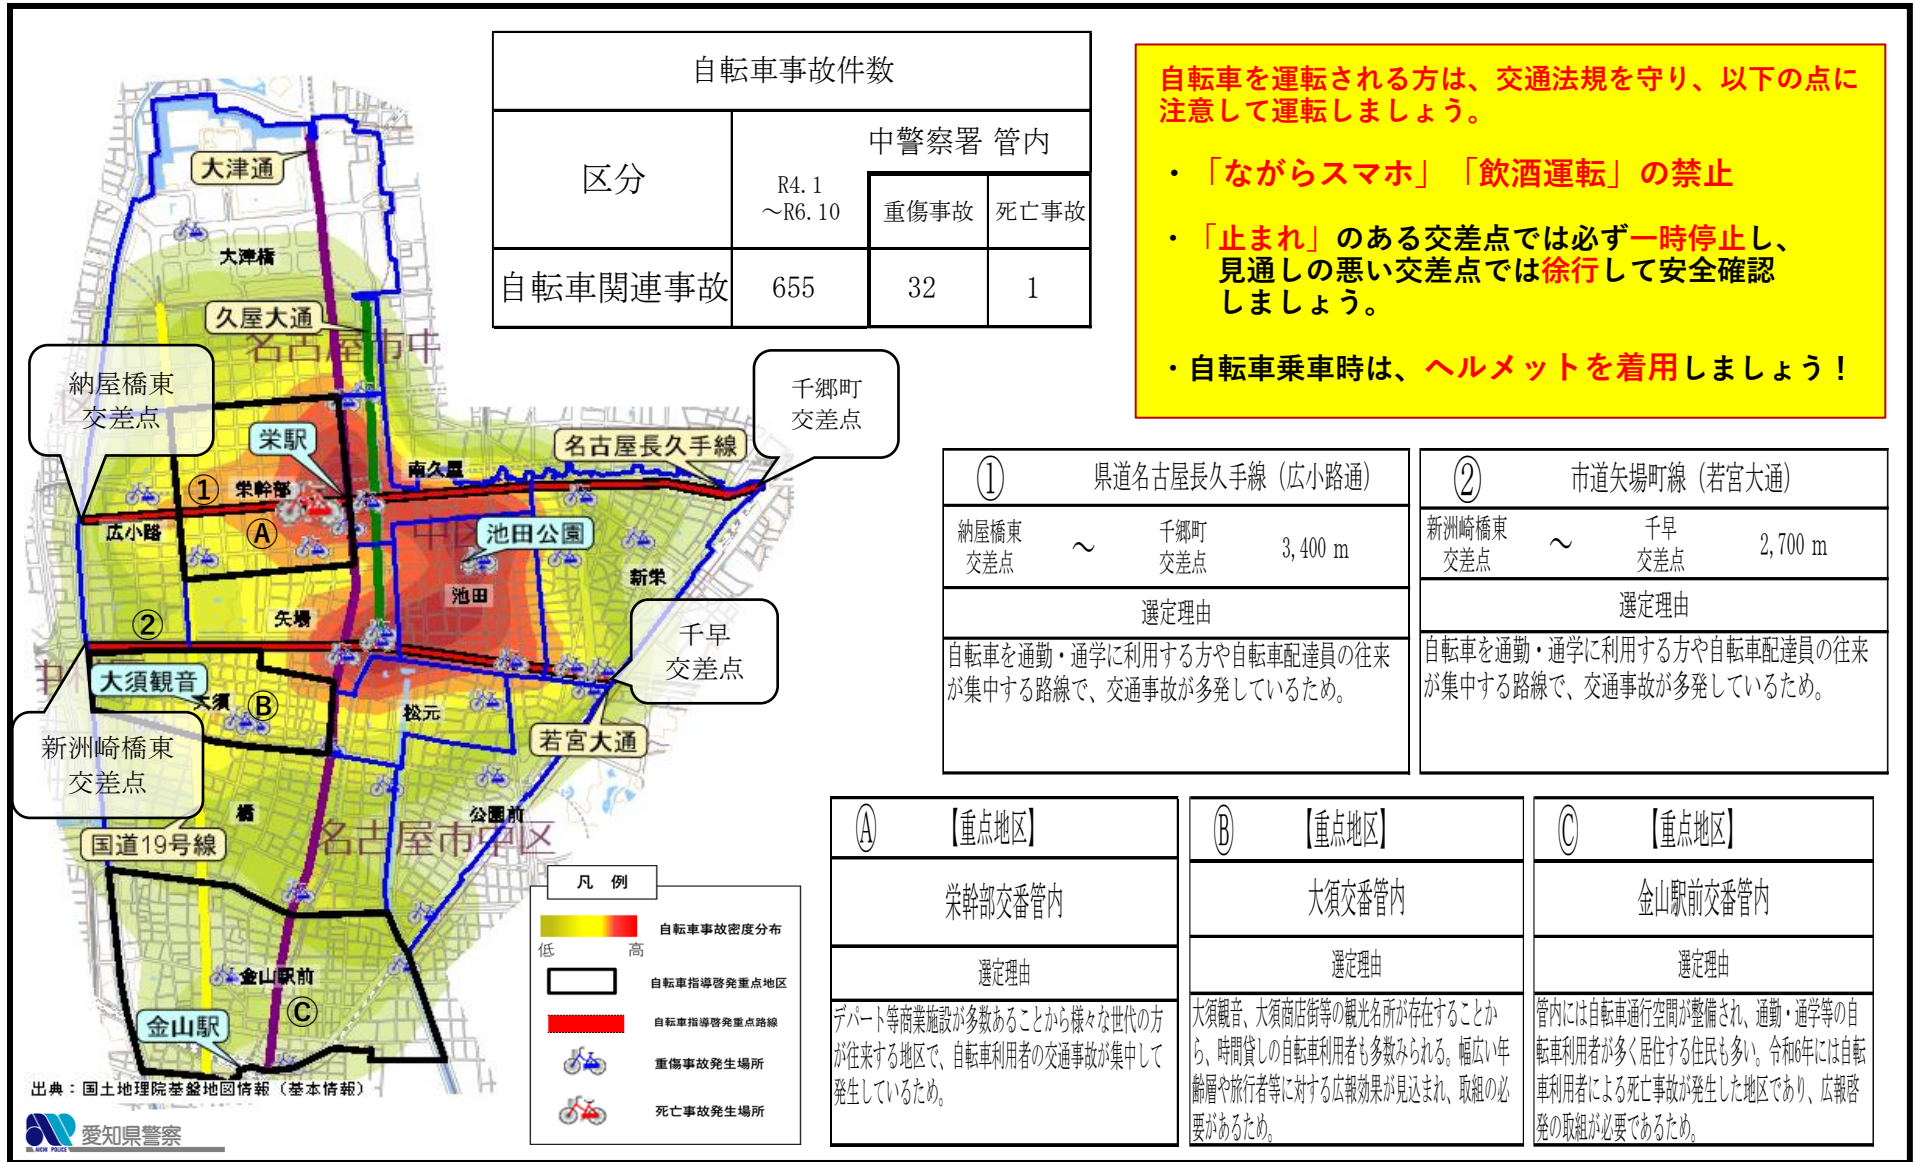 自転車事故件数
区分
R4.1
～R6.10
中警察署 管内
重傷事故
死亡事故
自転車関連事故
655
32
1
自転車を運転される方は、交通法規を守り、以下の点に
注意して運転しましょう。
・「ながらスマホ」「飲酒運転」の禁止
・「止まれ」のある交差点では必ず一時停止し、
見通しの悪い交差点では徐行して安全確認
しましょう。
・自転車乗車時は、ヘルメットを着用しましょう！
大津通
大津橋
久屋大通
名古屋市中
納屋橋東
交差点
千郷町
交差点
栄駅
名古屋長久手線
南久屋
①
栄幹部
広小路
Ⓐ
中区
池田公園
新栄
池田
矢場
②
千早
交差点
大須観音
大須
Ⓑ
松元
若宮大通
新洲崎橋東
交差点
橘
公園前
国道19号線
名古屋市中区
金山駅前
Ⓒ
金山駅
凡 例
自転車事故密度分布
低
高
自転車指導啓発重点地区
自転車指導啓発重点路線
重傷事故発生場所
死亡事故発生場所
出典：国土地理院基盤地図情報（基本情報）
愛知県警察
AICHI POLICE
① 県道名古屋長久手線（広小路通）
納屋橋東
交差点
～
千郷町
交差点
3,400 m
選定理由
自転車を通勤・通学に利用する方や自転車配達員の往来
が集中する路線で、交通事故が多発しているため。
② 市道矢場町線（若宮大通）
新洲崎橋東
交差点
～
千早
交差点
2,700 m
選定理由
自転車を通勤・通学に利用する方や自転車配達員の往来
が集中する路線で、交通事故が多発しているため。
Ⓐ 【重点地区】
栄幹部交番管内
選定理由
デパート等商業施設が多数あることから様々な世代の方
が往来する地区で、自転車利用者の交通事故が集中して
発生しているため。
Ⓑ 【重点地区】
大須交番管内
選定理由
大須観音、大須商店街等の観光名所が存在することか
ら、時間貸しの自転車利用者も多数みられる。幅広い年
齢層や旅行者等に対する広報効果が見込まれ、取組の必
要があるため。
Ⓒ 【重点地区】
金山駅前交番管内
選定理由
管内には自転車通行空間が整備され、通勤・通学等の自
転車利用者が多く居住する住民も多い。令和6年には自転
車利用者による死亡事故が発生した地区であり、広報啓
発の取組が必要であるため。